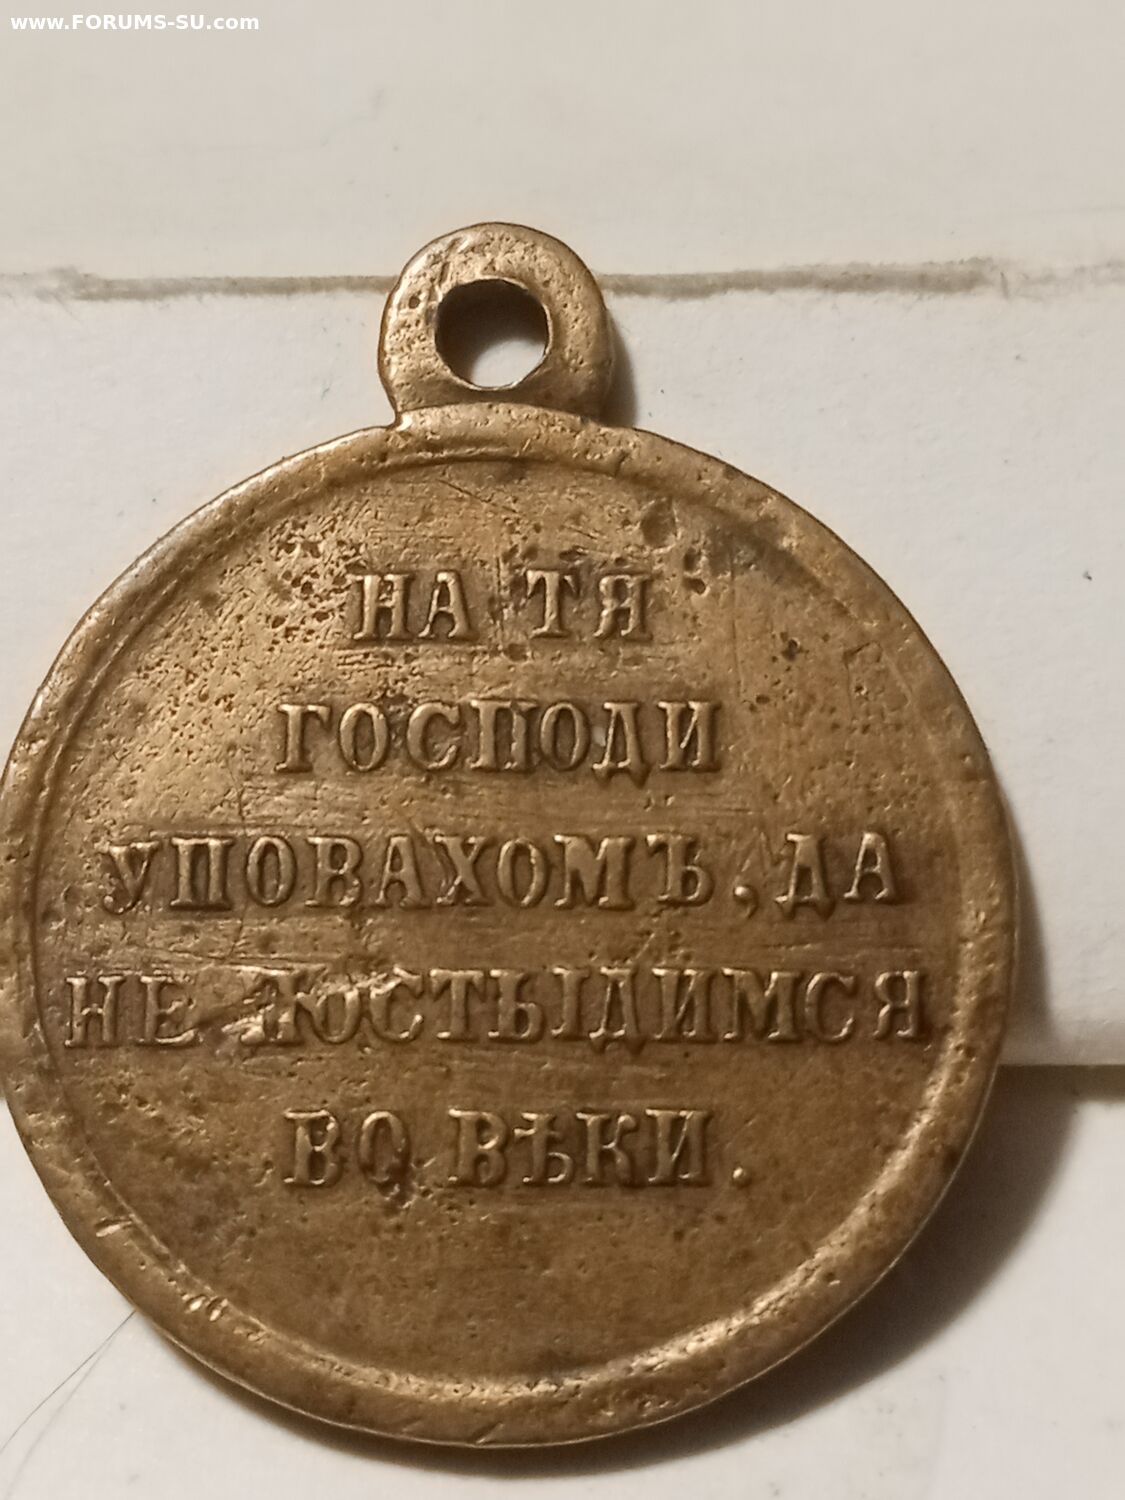 www.FORUMS-SU.com
НА ТЯ
ГОСПОДИ
УПОВАХОМЪ, ДА
НЕ ПОСТЫДИМСЯ
ВО ВѢКИ.